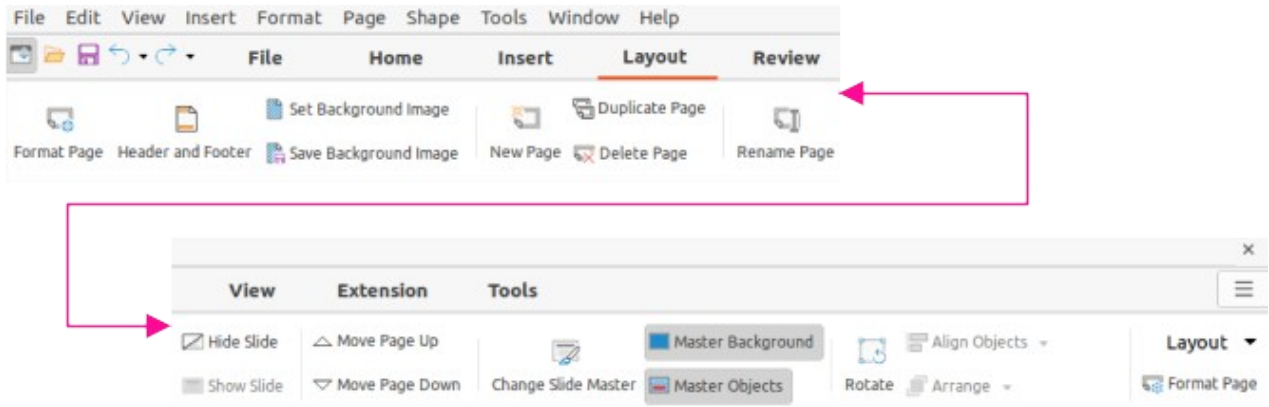 File Edit View Insert Format Page Shape Tools Window Help
File Home Insert Layout Review
Set Background Image Duplicate Page
Format Page Header and Footer Save Background Image New Page Delete Page Rename Page
View Extension Tools
Hide Slide Move Page Up Master Background Align Objects Layout
Show Slide Move Page Down Change Slide Master Master Objects Rotate Arrange Format Page